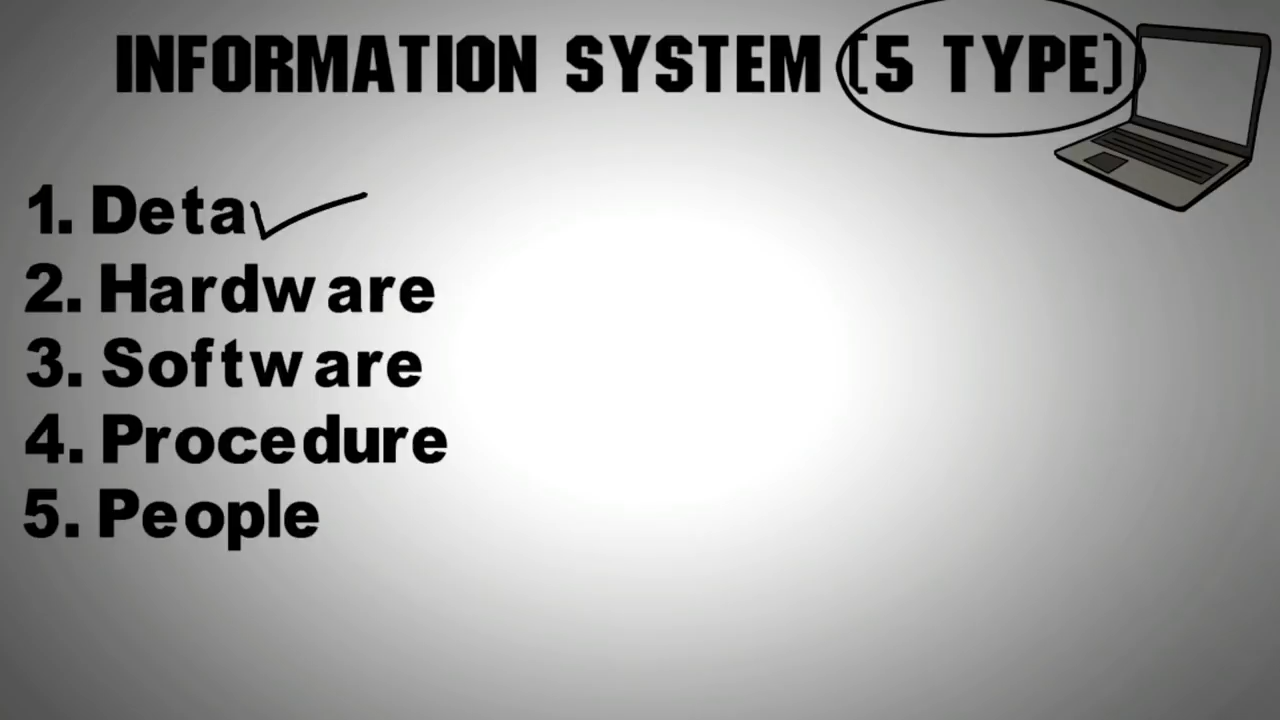 INFORMATION SYSTEM (5 TYPE)
1. Deta
2. Hardware
3. Software
4. Procedure
5. People